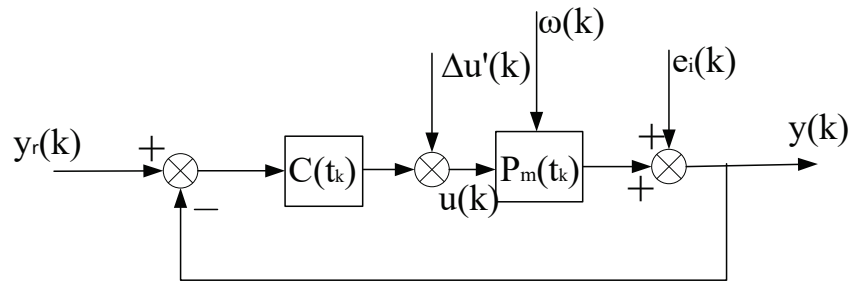 ω(k)
Δu'(k)
eᵢ(k)
yᵣ(k)
+
C(tₖ)
Pₘ(tₖ)
+
+
y(k)
u(k)
−